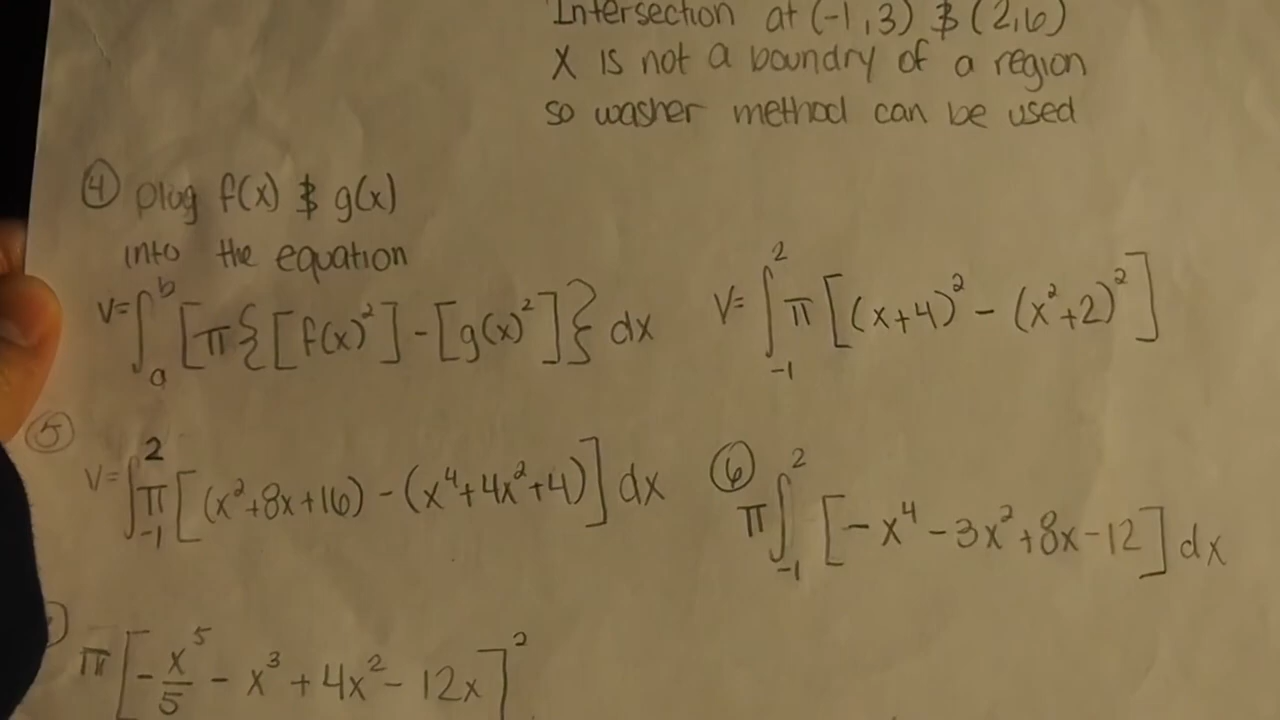 Intersection at (-1,3) $ (2,6)
X is not a boundry of a region
so washer method can be used
④ plug f(x) $ g(x)
into the equation
V=∫_a^b [π{[f(x)²]-[g(x)²]} dx
V=∫_{-1}^2 π[(x+4)² - (x²+2)²]
⑤ V=∫_{-1}^2 π[(x²+8x+16) - (x⁴+4x²+4)] dx
⑥ π∫_{-1}^2 [-x⁴-3x²+8x-12] dx
π[-x⁵/5 - x³ + 4x² - 12x]²